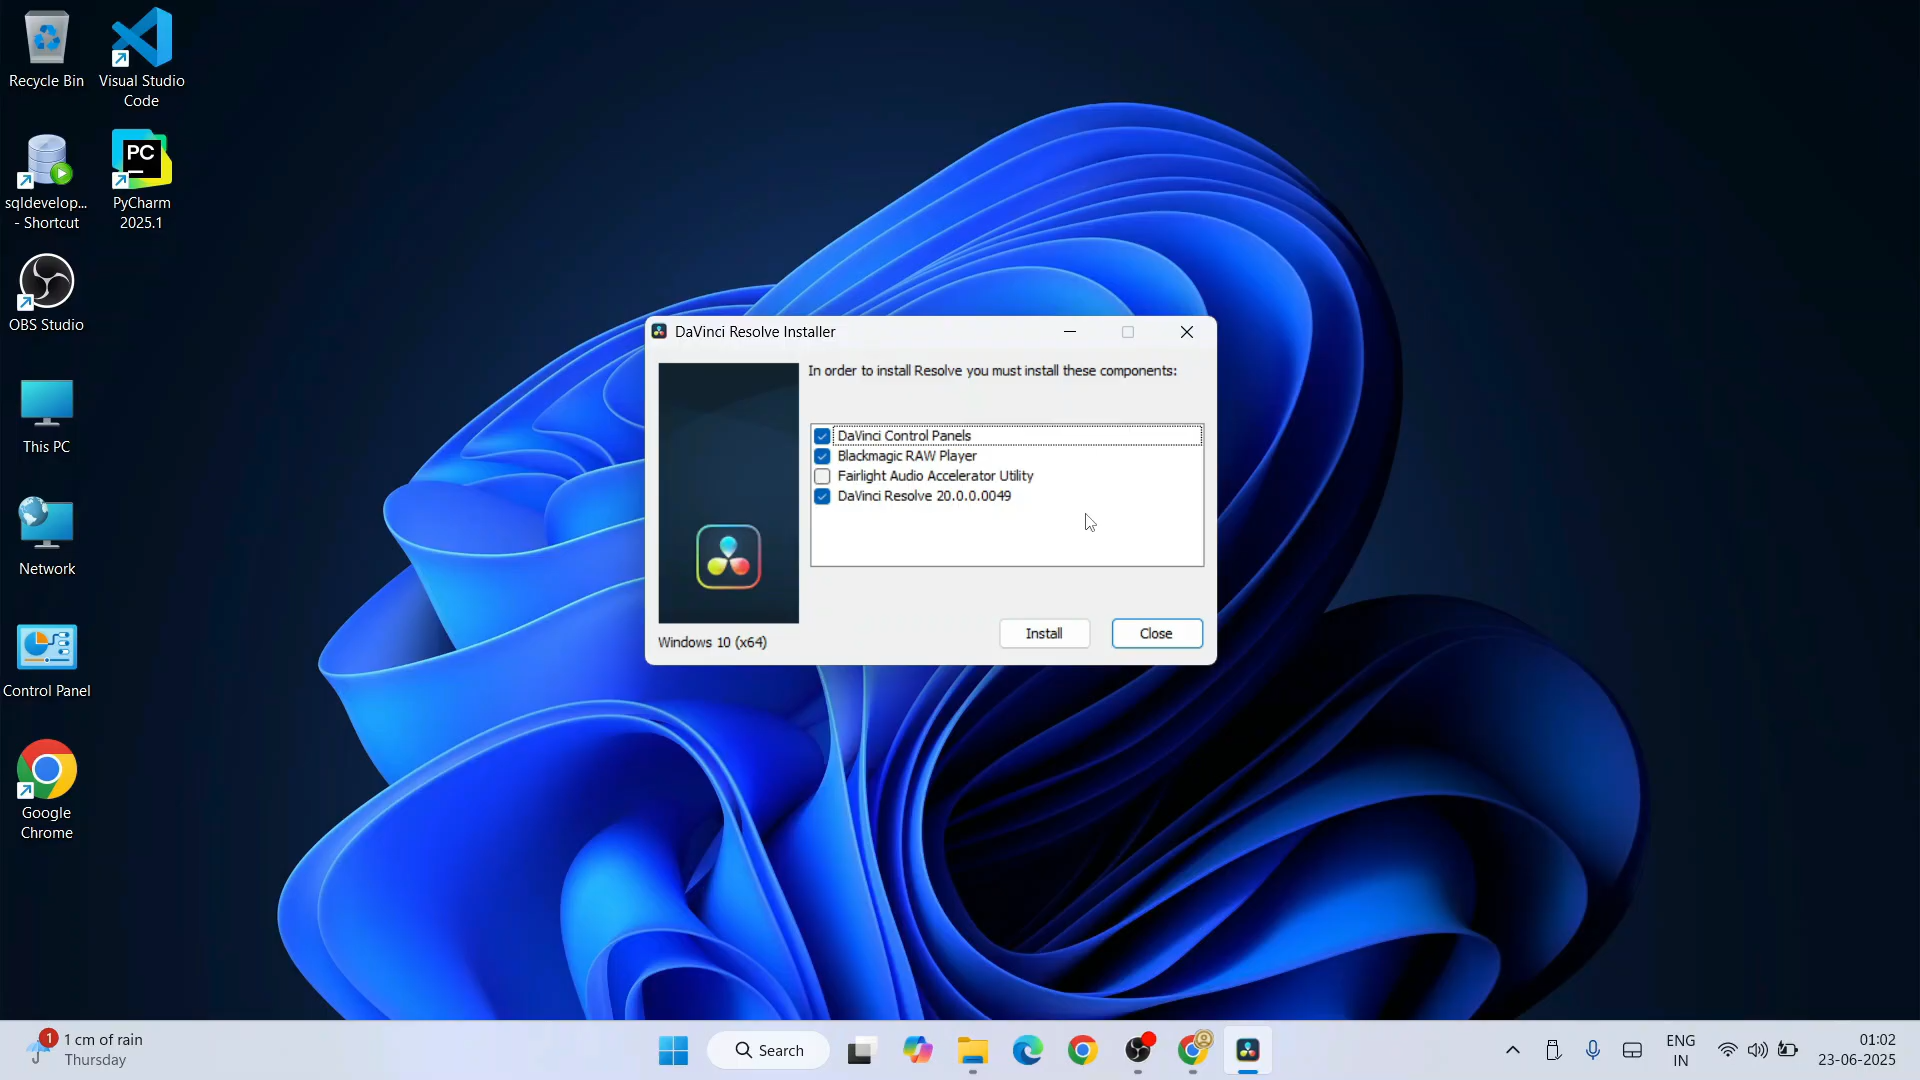 Recycle Bin
Visual Studio
Code
sqldevelop...
- Shortcut
PC
PyCharm
2025.1
OBS Studio
This PC
Network
Control Panel
Google
Chrome
DaVinci Resolve Installer
In order to install Resolve you must install these components:
DaVinci Control Panels
Blackmagic RAW Player
Fairlight Audio Accelerator Utility
DaVinci Resolve 20.0.0.0049
Windows 10 (x64)
Install
Close
1
1 cm of rain
Thursday
Search
ENG
IN
01:02
23-06-2025